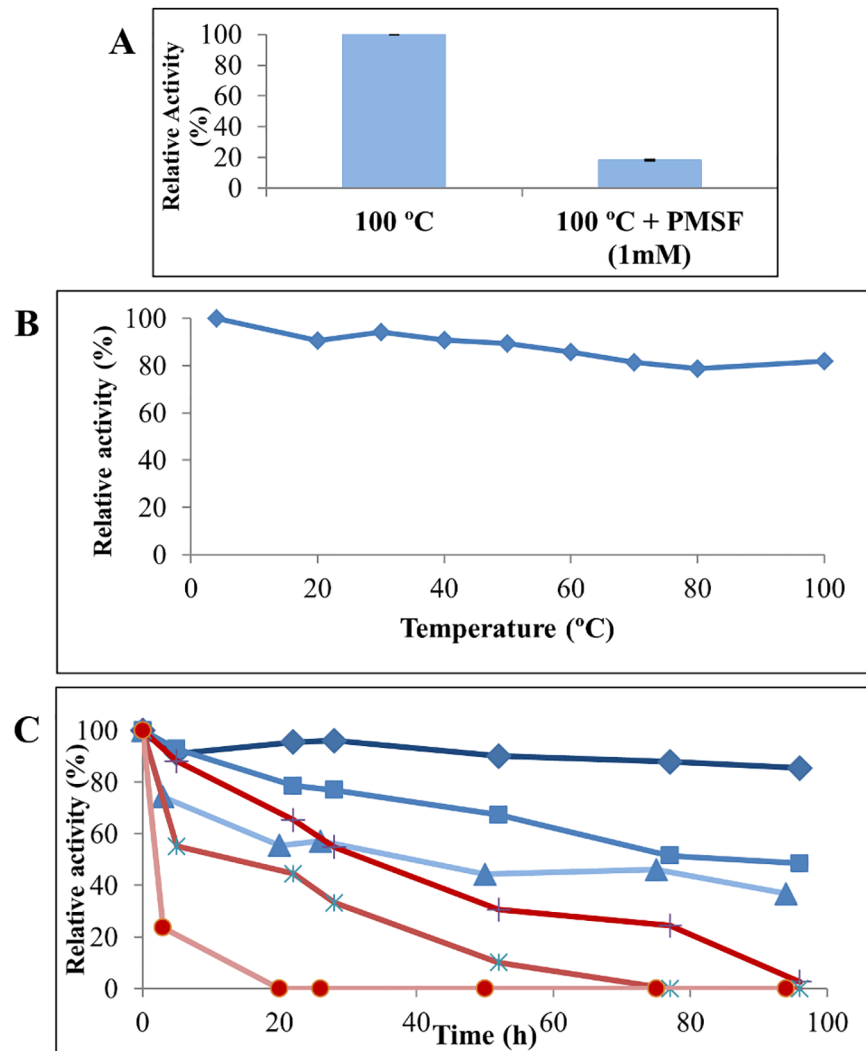 A
Relative Activity
(%)
100
80
60
40
20
0
100 ºC
100 ºC + PMSF
(1mM)
B
Relative activity (%)
100
80
60
40
20
0
0 20 40 60 80 100
Temperature (ºC)
C
Relative activity (%)
100
80
60
40
20
0
0 20 40 60 80 100
Time (h)